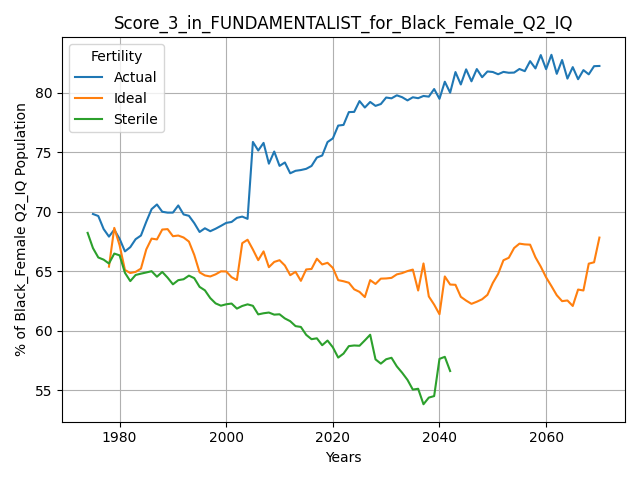 Score_3_in_FUNDAMENTALIST_for_Black_Female_Q2_IQ
Fertility
Actual
Ideal
Sterile
% of Black_Female Q2_IQ Population
80
75
70
65
60
55
1980
2000
2020
2040
2060
Years